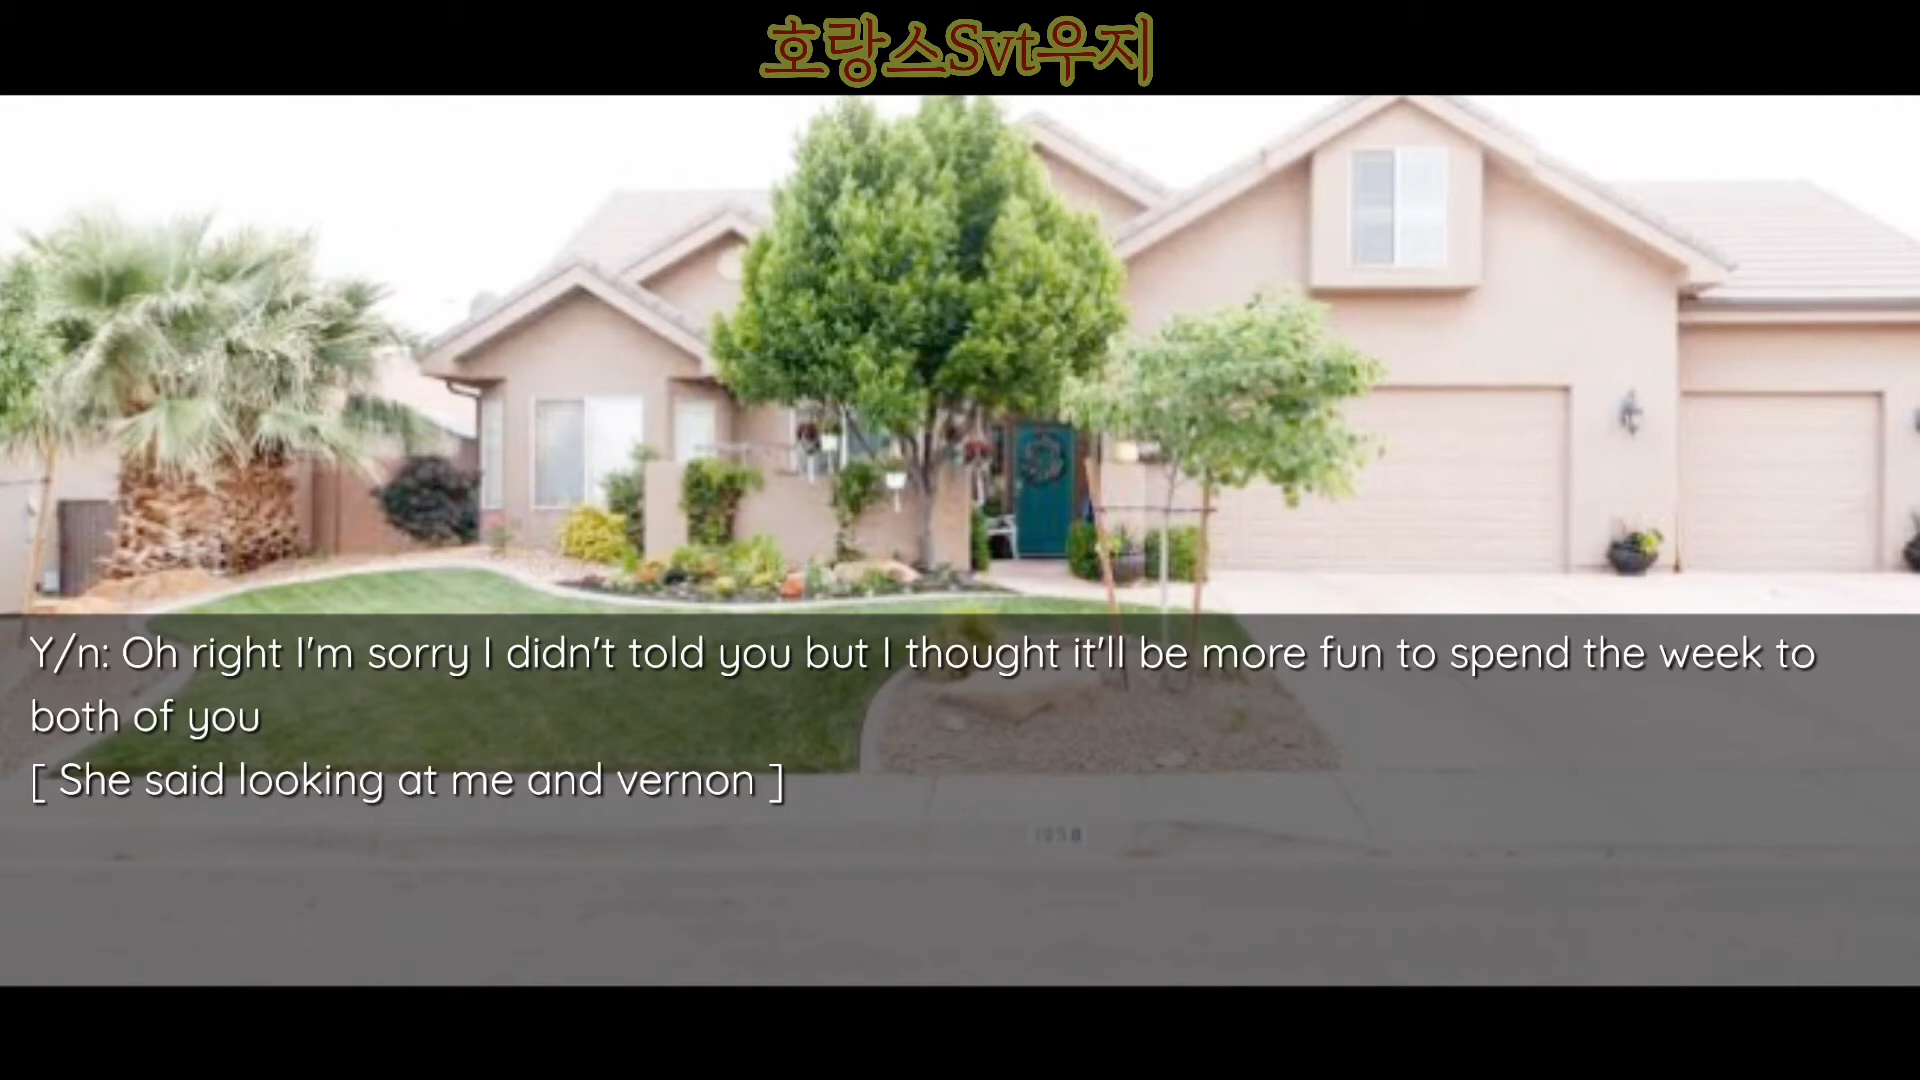 호랑스Svt우지
Y/n: Oh right I'm sorry I didn't told you but I thought it'll be more fun to spend the week to
both of you
[ She said looking at me and vernon ]